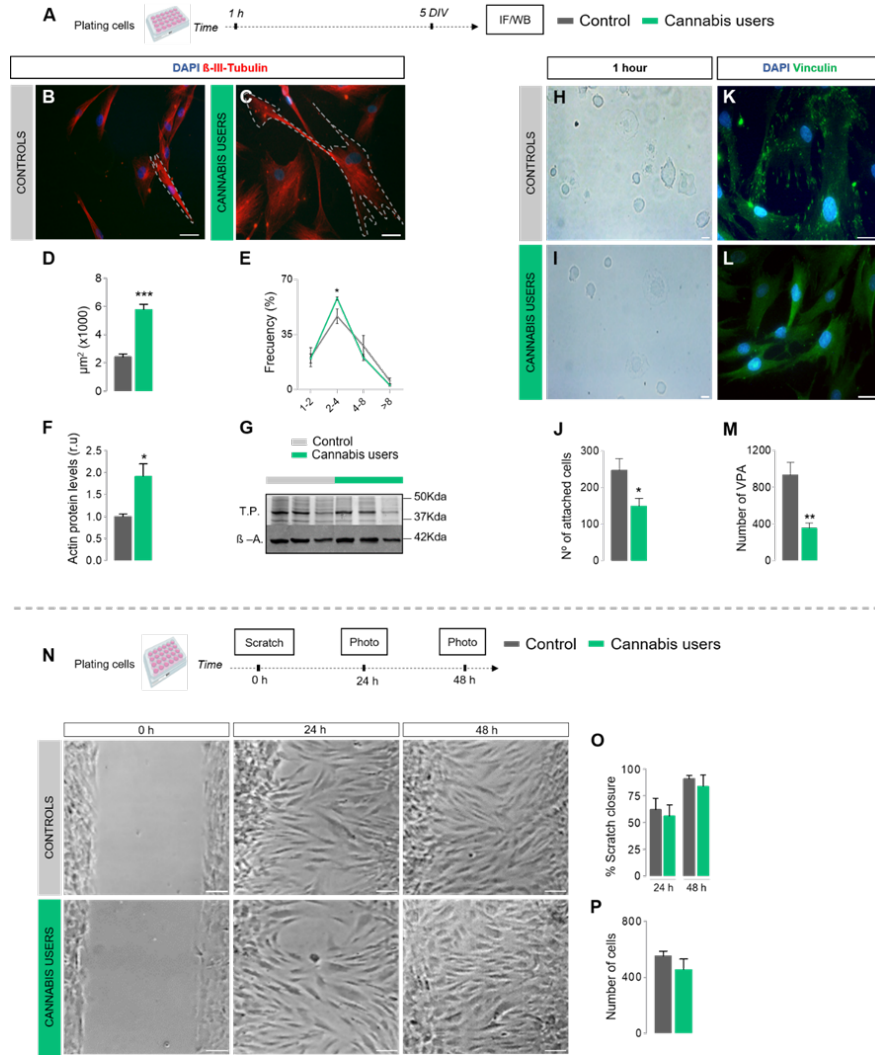 A
Plating cells
Time
1 h
5 DIV
IF/WB
Control
Cannabis users
DAPI ß-III-Tubulin
CONTROLS
B
CANNABIS USERS
C
1 hour
DAPI Vinculin
CONTROLS
H
K
CANNABIS USERS
I
L
D
µm² (x1000)
8
6
4
2
0
***
E
Frecuency (%)
70
35
0
*
1-2
2-4
4-8
>8
F
Actin protein levels (r.u)
2.5
2.0
1.5
1.0
0.5
0.0
*
G
Control
Cannabis users
T.P.
50Kda
37Kda
ß –A.
42Kda
J
Nº of attached cells
300
200
100
0
*
M
Number of VPA
1200
800
400
0
**
N
Plating cells
Time
Scratch
Photo
Photo
0 h
24 h
48 h
Control
Cannabis users
0 h
24 h
48 h
CONTROLS
CANNABIS USERS
O
% Scratch closure
100
75
50
25
0
24 h
48 h
P
Number of cells
800
400
0